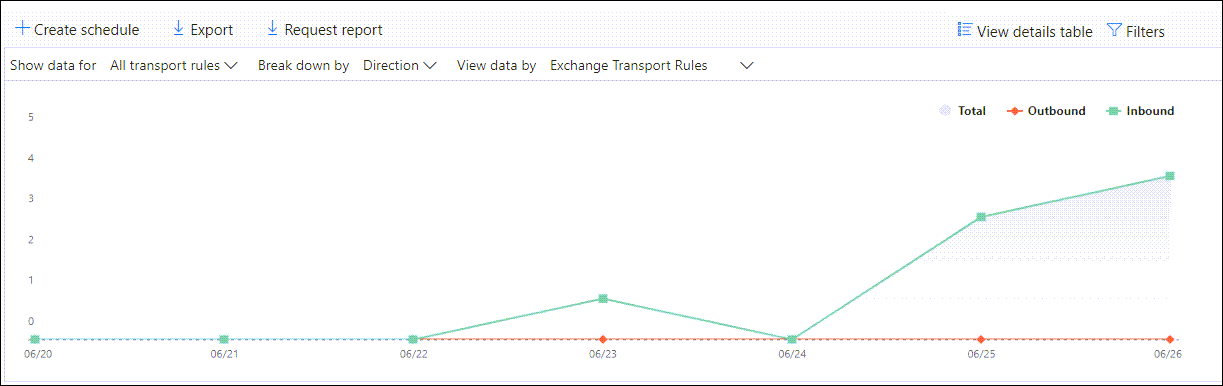 Create schedule Export Request report View details table Filters
Show data for All transport rules Break down by Direction View data by Exchange Transport Rules
Total Outbound Inbound
5
4
3
2
1
0
06/20 06/21 06/22 06/23 06/24 06/25 06/26